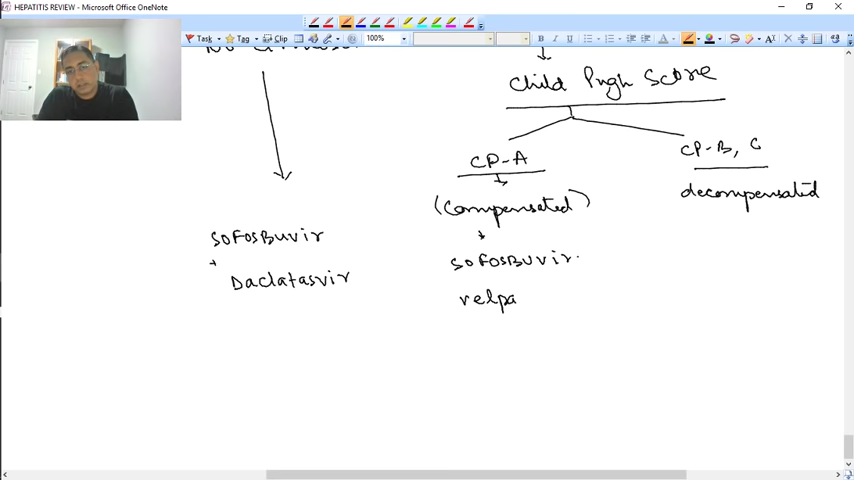 HEPATITIS REVIEW - Microsoft Office OneNote
Task
Tag
Clip
100%
B I U
Child Pugh Score
CP-A
CP-B, C
(Compensated)
decompensated
SOFOSBUVIR
+
Daclatasvir
+
SOFOSBUVIR.
velpa